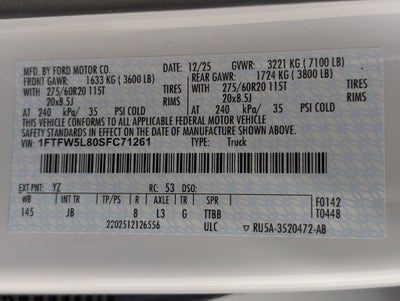 MFD. BY FORD MOTOR CO. 12/25 GVWR: 3221 KG ( 7100 LB)
FRONT GAWR: 1633 KG ( 3600 LB) REAR GAWR: 1724 KG ( 3800 LB)
WITH 275/60R20 115T TIRES WITH 275/60R20 115T TIRES
20x8.5J RIMS 20x8.5J RIMS
AT 240 kPa/ 35 PSI COLD AT 240 kPa/ 35 PSI COLD
THIS VEHICLE CONFORMS TO ALL APPLICABLE FEDERAL MOTOR VEHICLE
SAFETY AND THEFT PREVENTION STANDARDS IN EFFECT ON THE DATE OF MANUFACTURE SHOWN ABOVE.
VIN: 1FTFW5L80SFC71261 TYPE: Truck
EXT PNT: YZ RC: 53 DSO:
WB INT TR TP/PS R AX TR SPR F0142
145 JB 8 L3 G TTBB T0448
2202512126556 ULC ▽ RU5A-3520472-AB